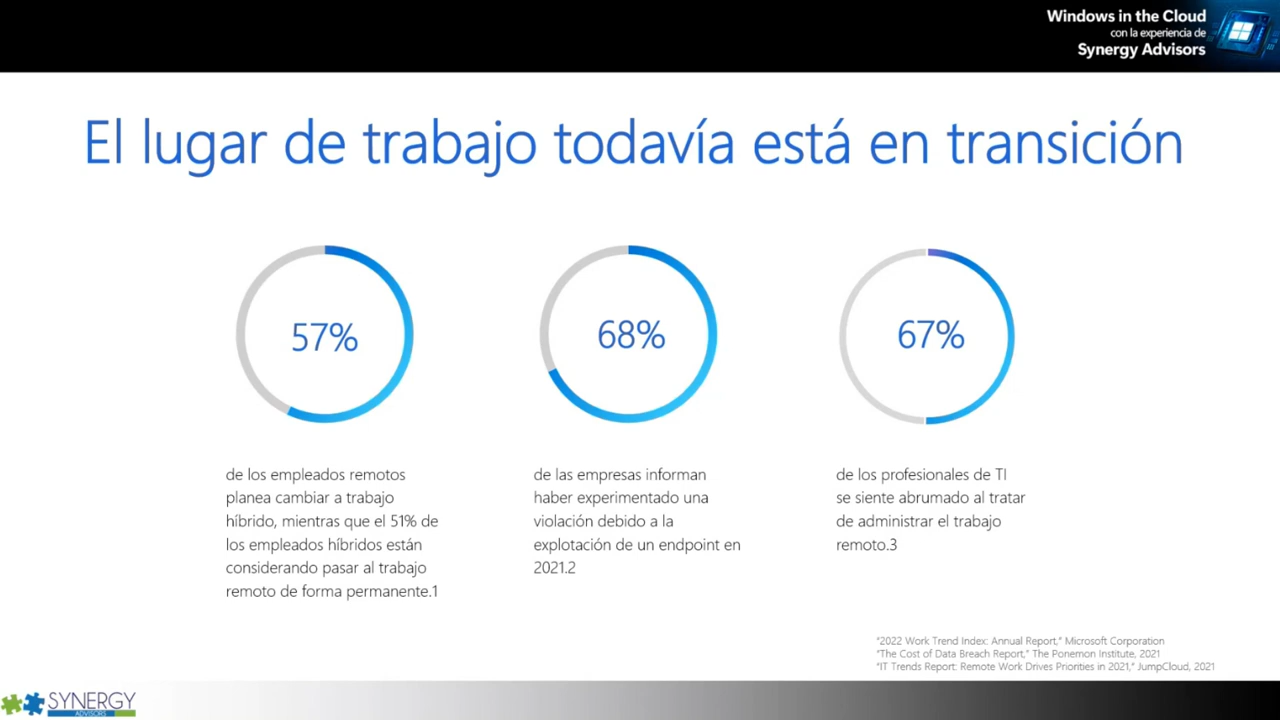 Windows in the Cloud
con la experiencia de
Synergy Advisors
El lugar de trabajo todavía está en transición
57%
68%
67%
de los empleados remotos
planea cambiar a trabajo
híbrido, mientras que el 51% de
los empleados híbridos están
considerando pasar al trabajo
remoto de forma permanente.1
de las empresas informan
haber experimentado una
violación debido a la
explotación de un endpoint en
2021.2
de los profesionales de TI
se siente abrumado al tratar
de administrar el trabajo
remoto.3
"2022 Work Trend Index: Annual Report," Microsoft Corporation
"The Cost of Data Breach Report," The Ponemon Institute, 2021
"IT Trends Report: Remote Work Drives Priorities in 2021," JumpCloud, 2021
SYNERGY
ADVISORS